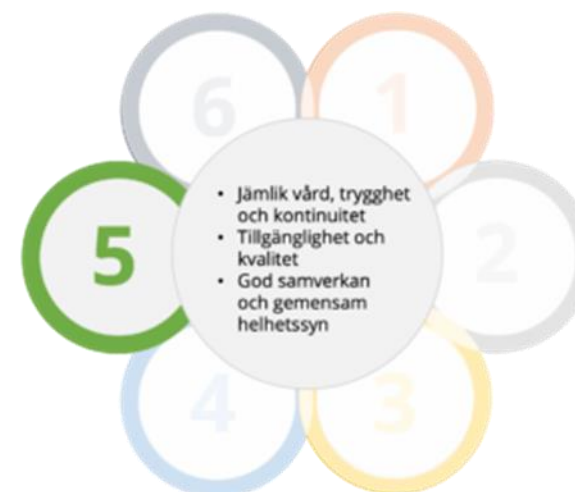 6
1
5
2
4
3
• Jämlik vård, trygghet
och kontinuitet
• Tillgänglighet och
kvalitet
• God samverkan
och gemensam
helhetssyn